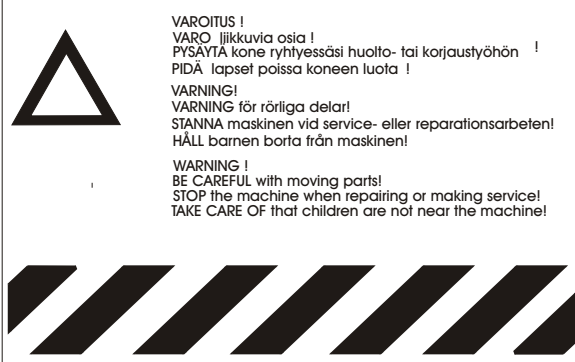 VAROITUS !
VARO ljikkuvia osia !
PYSÄYTÄ kone ryhtyessäsi huolto- tai korjaustyöhön !
PIDÄ lapset poissa koneen luota !
VARNING!
VARNING för rörliga delar!
STANNA maskinen vid service- eller reparationsarbeten!
HÅLL barnen borta från maskinen!
WARNING !
BE CAREFUL with moving parts!
STOP the machine when repairing or making service!
TAKE CARE OF that children are not near the machine!